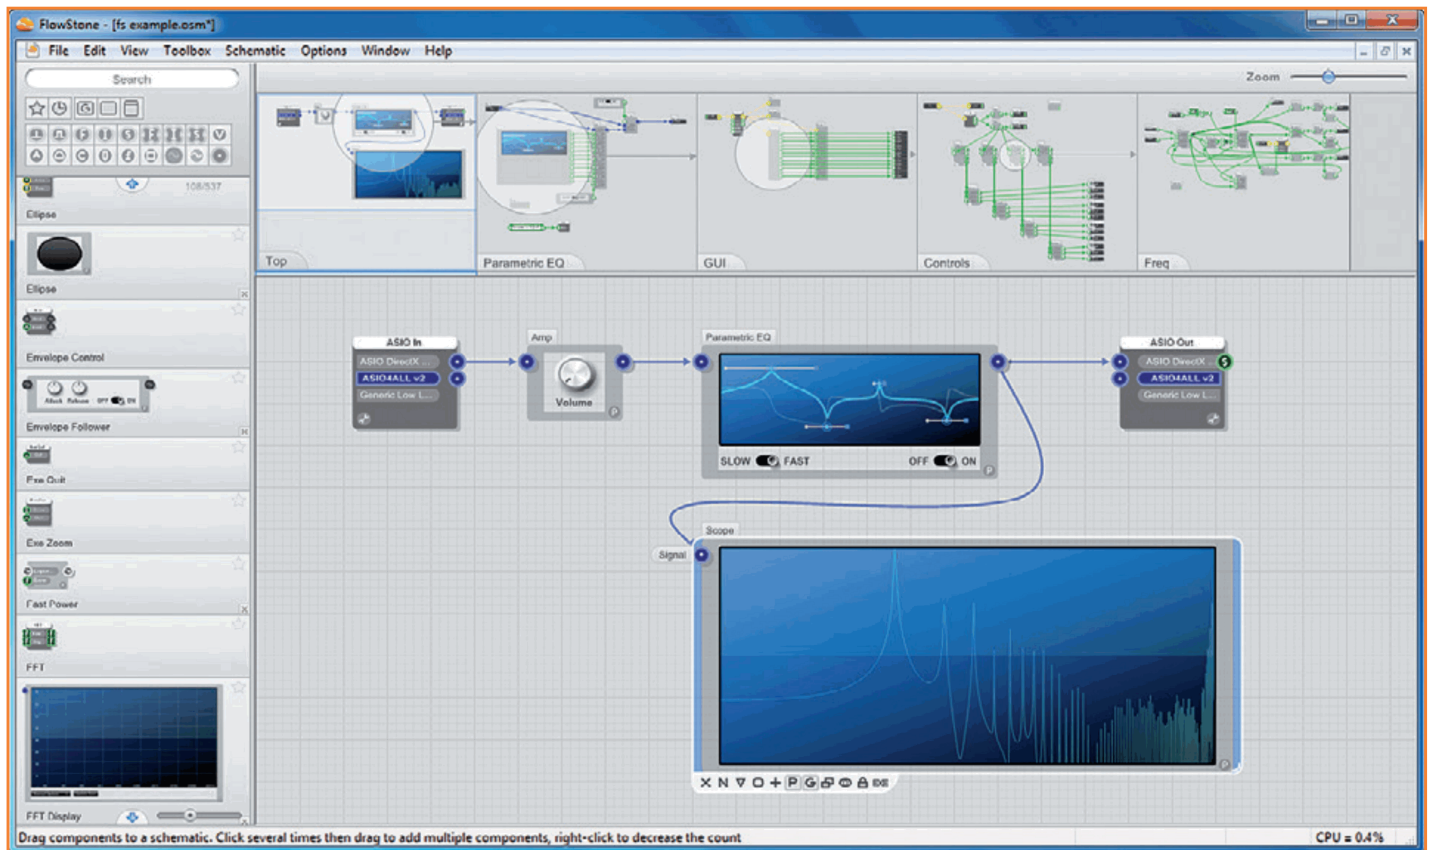 FlowStone - [fs example.osm*]
File Edit View Toolbox Schematic Options Window Help
Search
Zoom
108/537
Ellipse
Top
Parametric EQ
GUI
Controls
Freq
Ellipse
Envelope Control
Attack Release OFF ON
Envelope Follower
Exe Quit
Exe Zoom
Fast Power
FFT
FFT Display
ASIO In
ASIO DirectX ...
ASIO4ALL v2
Generic Low L...
Amp
Volume
P
Parametric EQ
SLOW FAST OFF ON
P
ASIO Out
ASIO DirectX ... S
ASIO4ALL v2
Generic Low L...
Scope
Signal
P
P G
Drag components to a schematic. Click several times then drag to add multiple components, right-click to decrease the count
CPU = 0.4%